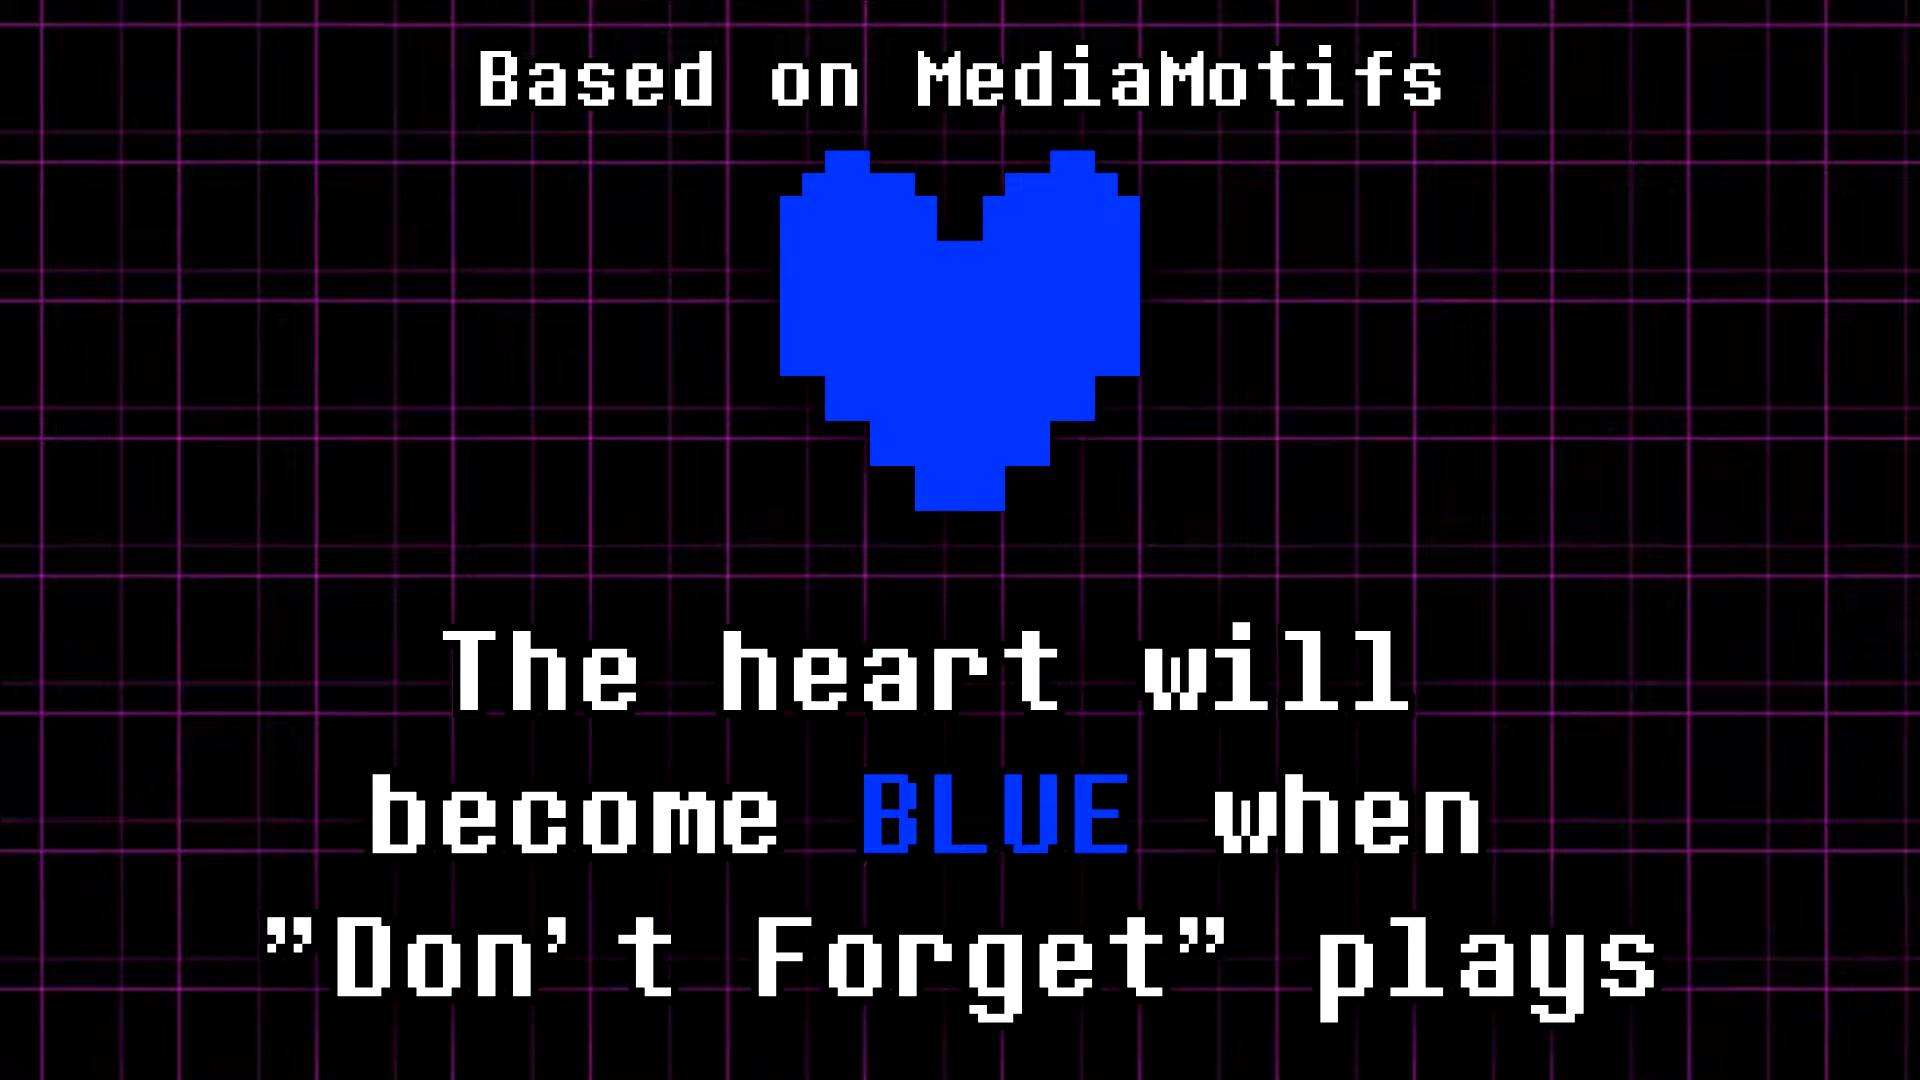 Based on MediaMotifs
The heart will
become BLUE when
”Don’t Forget” plays